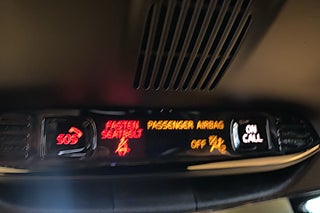 SOS
FASTEN
SEATBELT
PASSENGER AIRBAG
OFF
ON
CALL